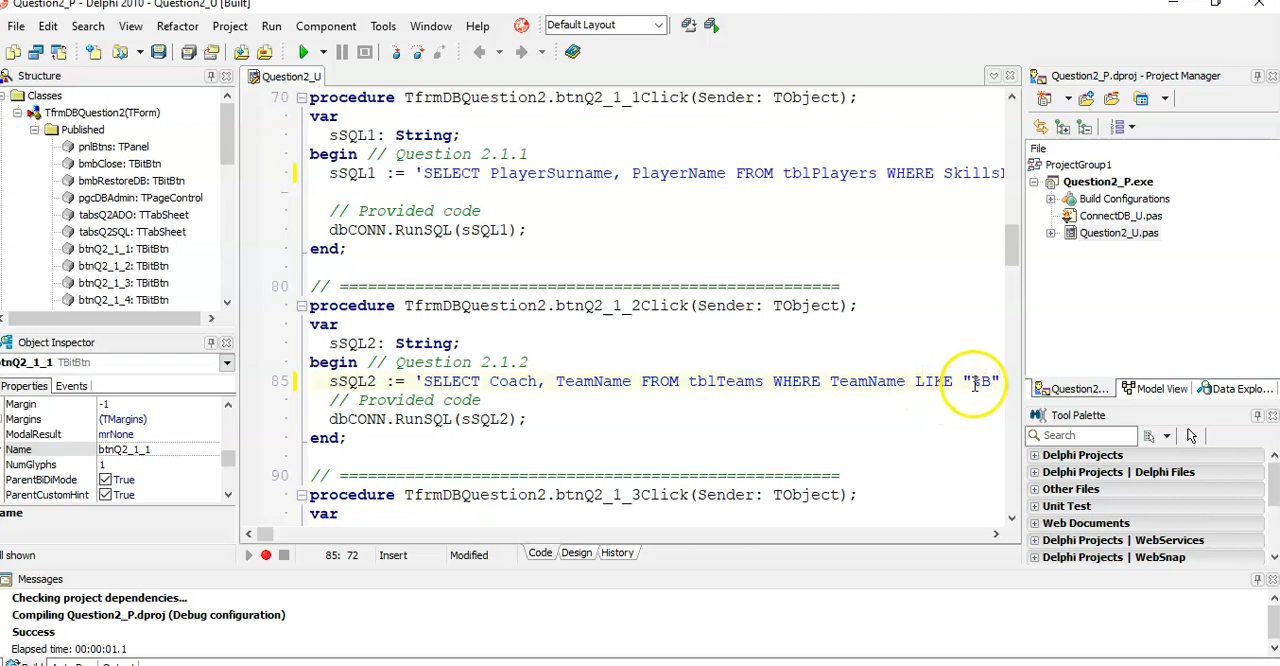 Question2_P - Delphi 2010 - Question2_U [Built]
File Edit Search View Refactor Project Run Component Tools Window Help Default Layout
Structure
Classes
TfrmDBQuestion2(TForm)
Published
pnlBtns: TPanel
bmbClose: TBitBtn
bmbRestoreDB: TBitBtn
pgcDBAdmin: TPageControl
tabsQ2ADO: TTabSheet
tabsQ2SQL: TTabSheet
btnQ2_1_1: TBitBtn
btnQ2_1_2: TBitBtn
btnQ2_1_3: TBitBtn
btnQ2_1_4: TBitBtn
Object Inspector
btnQ2_1_1 TBitBtn
Properties Events
Margin -1
Margins (TMargins)
ModalResult mrNone
Name btnQ2_1_1
NumGlyphs 1
ParentBiDiMode True
ParentCustomHint True
ame
ll shown
Question2_U
70 procedure TfrmDBQuestion2.btnQ2_1_1Click(Sender: TObject);
var
sSQL1: String;
begin // Question 2.1.1
sSQL1 := 'SELECT PlayerSurname, PlayerName FROM tblPlayers WHERE Skills
// Provided code
dbCONN.RunSQL(sSQL1);
end;
80 // =====================================================
procedure TfrmDBQuestion2.btnQ2_1_2Click(Sender: TObject);
var
sSQL2: String;
begin // Question 2.1.2
85 sSQL2 := 'SELECT Coach, TeamName FROM tblTeams WHERE TeamName LIKE "%B"
// Provided code
dbCONN.RunSQL(sSQL2);
end;
90 // =====================================================
procedure TfrmDBQuestion2.btnQ2_1_3Click(Sender: TObject);
var
85: 72 Insert Modified Code Design History
Question2_P.dproj - Project Manager
File
ProjectGroup1
Question2_P.exe
Build Configurations
ConnectDB_U.pas
Question2_U.pas
Question2... Model View Data Explo...
Tool Palette
Search
Delphi Projects
Delphi Projects | Delphi Files
Other Files
Unit Test
Web Documents
Delphi Projects | WebServices
Delphi Projects | WebSnap
Messages
Checking project dependencies...
Compiling Question2_P.dproj (Debug configuration)
Success
Elapsed time: 00:00:01.1